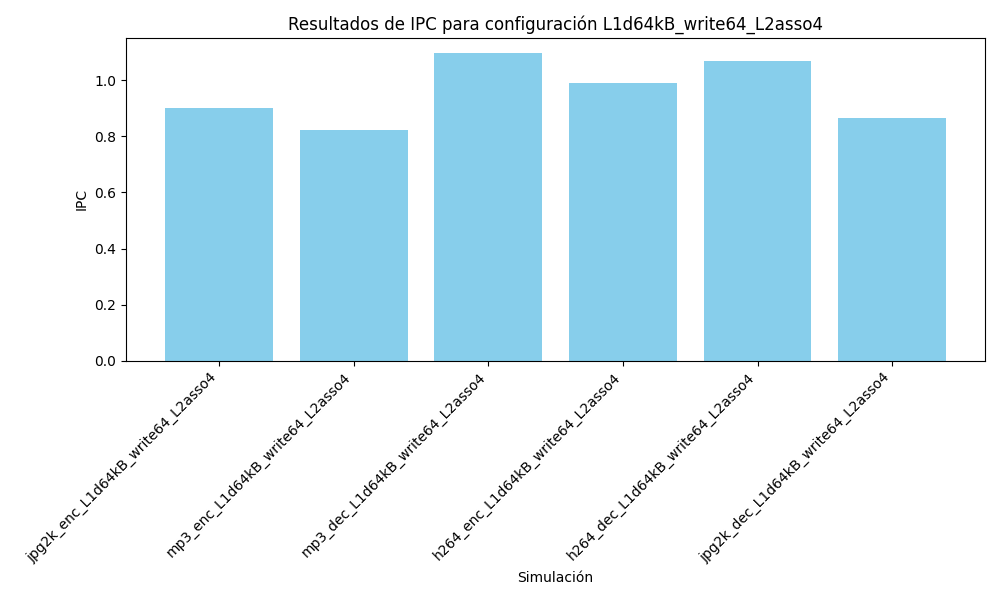 Resultados de IPC para configuración L1d64kB_write64_L2asso4
IPC
1.0
0.8
0.6
0.4
0.2
0.0
jpg2k_enc_L1d64kB_write64_L2asso4
mp3_enc_L1d64kB_write64_L2asso4
mp3_dec_L1d64kB_write64_L2asso4
h264_enc_L1d64kB_write64_L2asso4
h264_dec_L1d64kB_write64_L2asso4
jpg2k_dec_L1d64kB_write64_L2asso4
Simulación